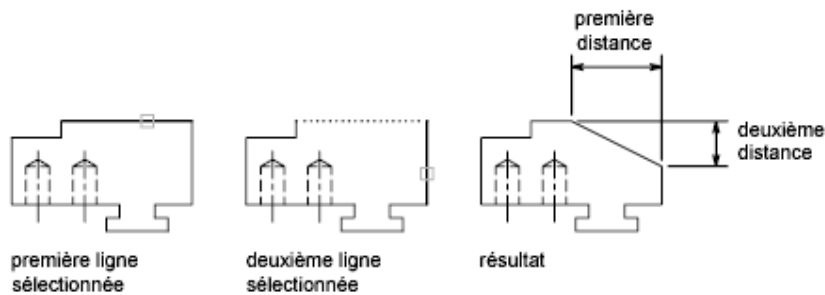 première
distance
deuxième
distance
première ligne
sélectionnée
deuxième ligne
sélectionnée
résultat